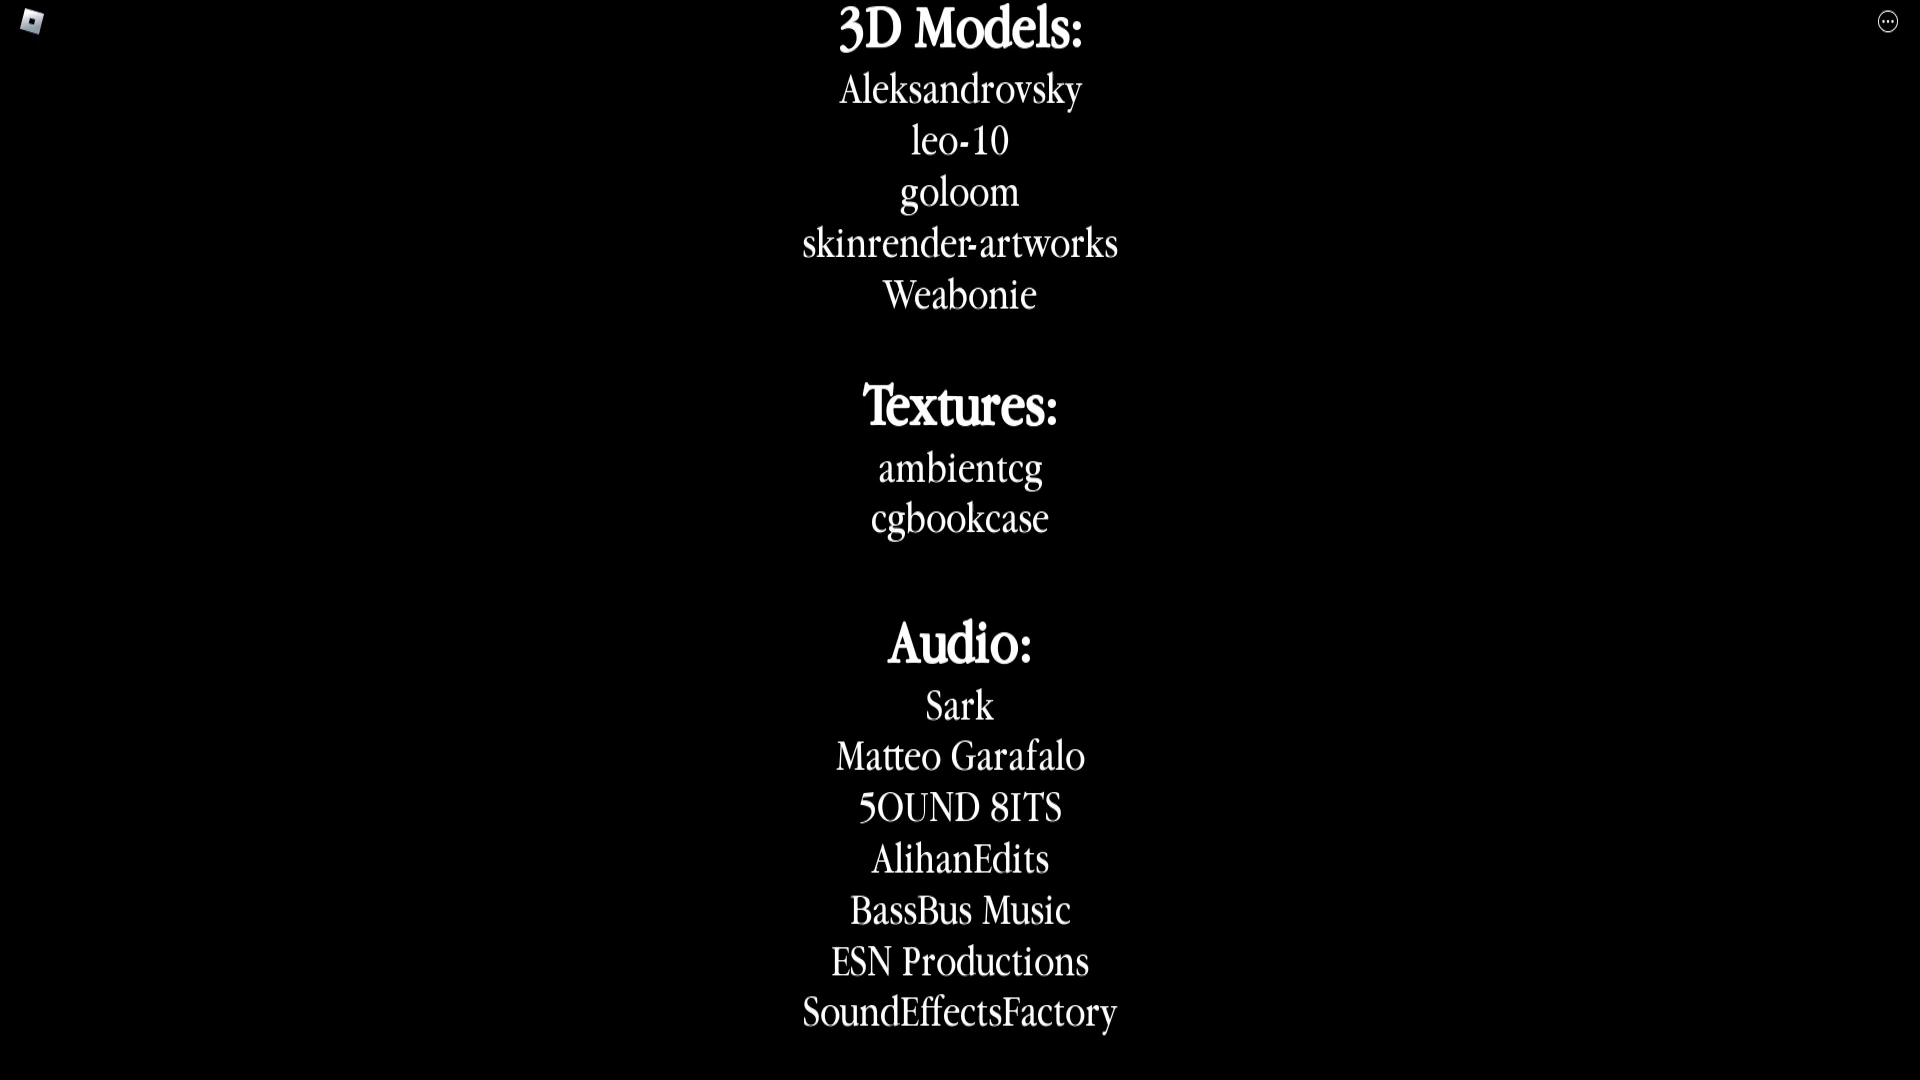 3D Models:
Aleksandrovsky
leo-10
goloom
skinrender-artworks
Weabonie
Textures:
ambientcg
cgbookcase
Audio:
Sark
Matteo Garafalo
5OUND 8ITS
AlihanEdits
BassBus Music
ESN Productions
SoundEffectsFactory